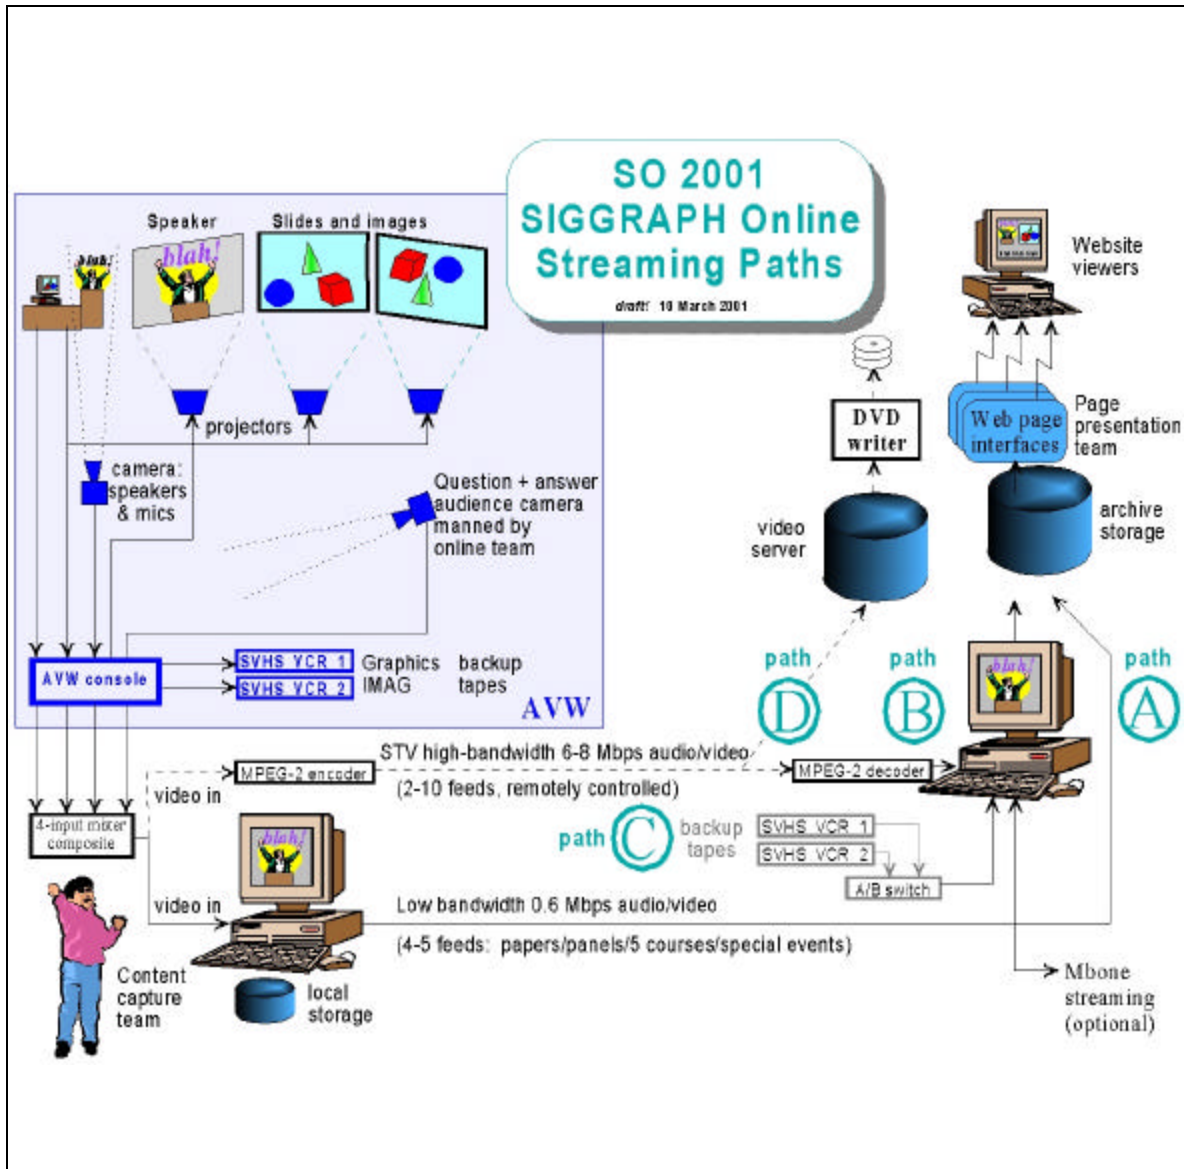 SO 2001
SIGGRAPH Online
Streaming Paths
draft! 10 March 2001
Speaker
Slides and images
blah!
blah!
projectors
camera:
speakers
& mics
Question + answer
audience camera
manned by
online team
AVW console
SVHS VCR 1
SVHS VCR 2
Graphics
IMAG
backup
tapes
AVW
Website
viewers
DVD
writer
Web page
interfaces
Page
presentation
team
video
server
archive
storage
path
D
path
B
path
A
blah!
STV high-bandwidth 6-8 Mbps audio/video
video in
MPEG-2 encoder
MPEG-2 decoder
(2-10 feeds, remotely controlled)
4-input mixer
composite
path
C
backup
tapes
SVHS VCR 1
SVHS VCR 2
A/B switch
blah!
video in
Low bandwidth 0.6 Mbps audio/video
(4-5 feeds: papers/panels/5 courses/special events)
Content
capture
team
local
storage
Mbone
streaming
(optional)